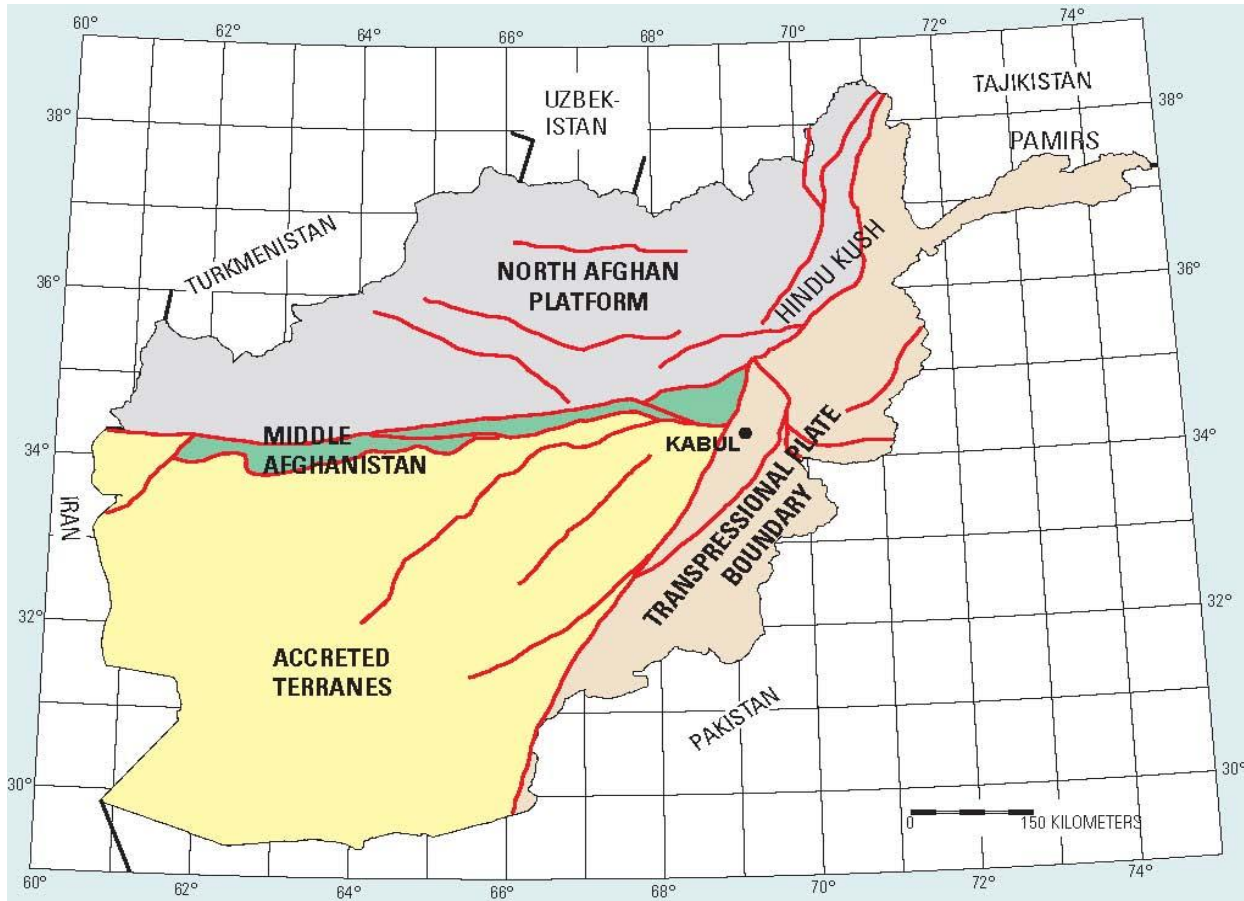 60°
62°
64°
66°
68°
70°
72°
74°
38°
36°
34°
32°
30°
38°
36°
34°
32°
30°
60°
62°
64°
66°
68°
70°
72°
74°
UZBEK-
ISTAN
TAJIKISTAN
PAMIRS
TURKMENISTAN
NORTH AFGHAN
PLATFORM
HINDU KUSH
MIDDLE
AFGHANISTAN
KABUL
IRAN
TRANSPRESSIONAL PLATE
BOUNDARY
ACCRETED
TERRANES
PAKISTAN
0 150 KILOMETERS